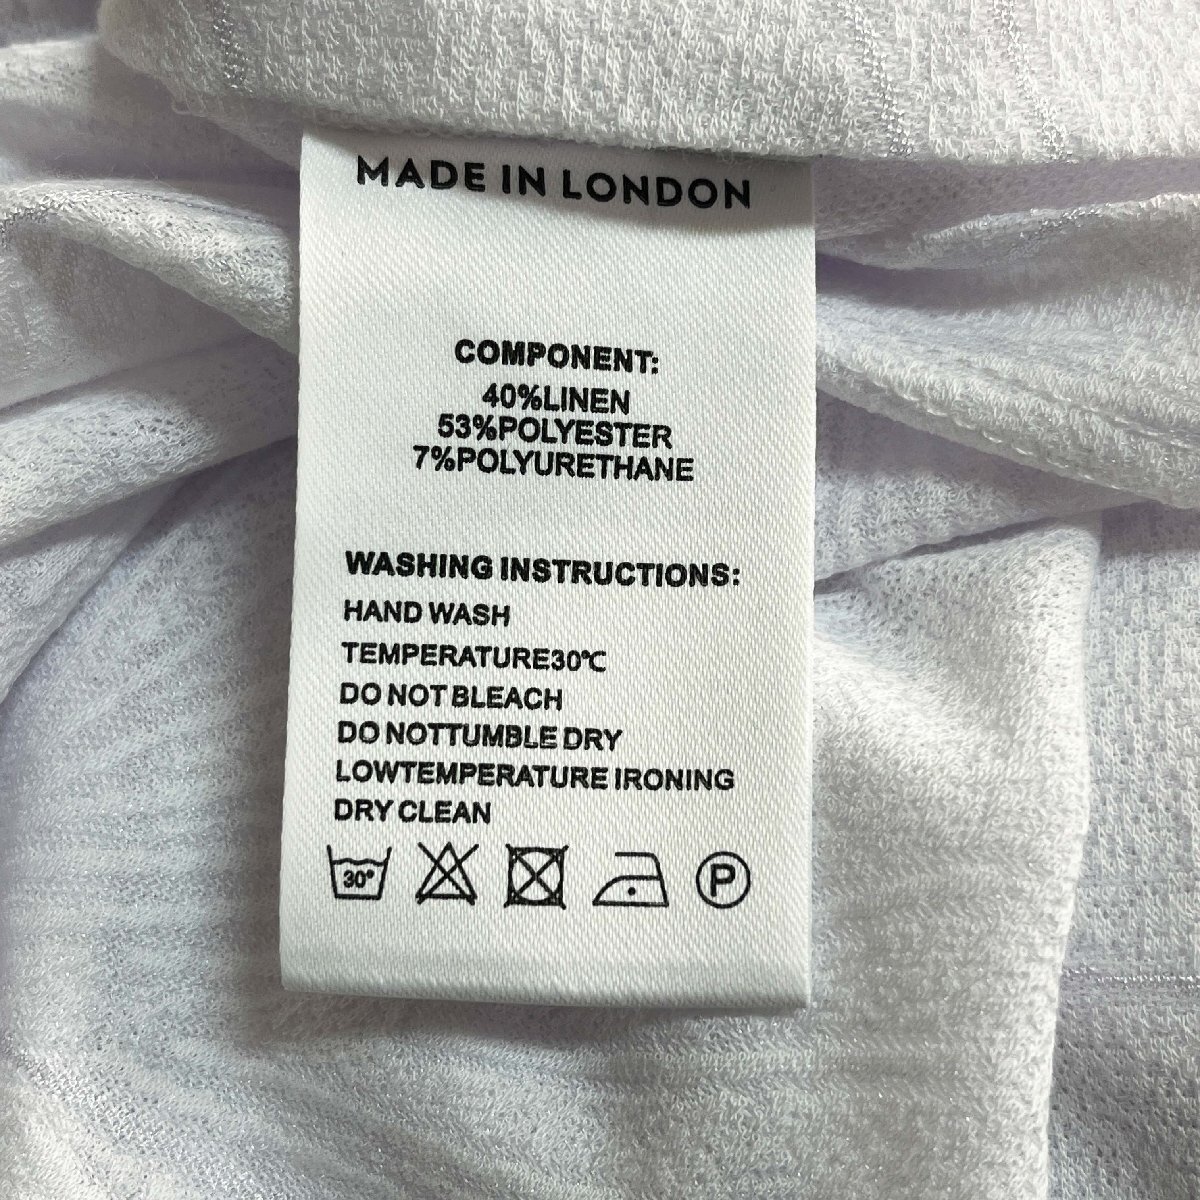 MADE IN LONDON
COMPONENT:
40%LINEN
53%POLYESTER
7%POLYURETHANE
WASHING INSTRUCTIONS:
HAND WASH
TEMPERATURE30℃
DO NOT BLEACH
DO NOTTUMBLE DRY
LOWTEMPERATURE IRONING
DRY CLEAN
30° P